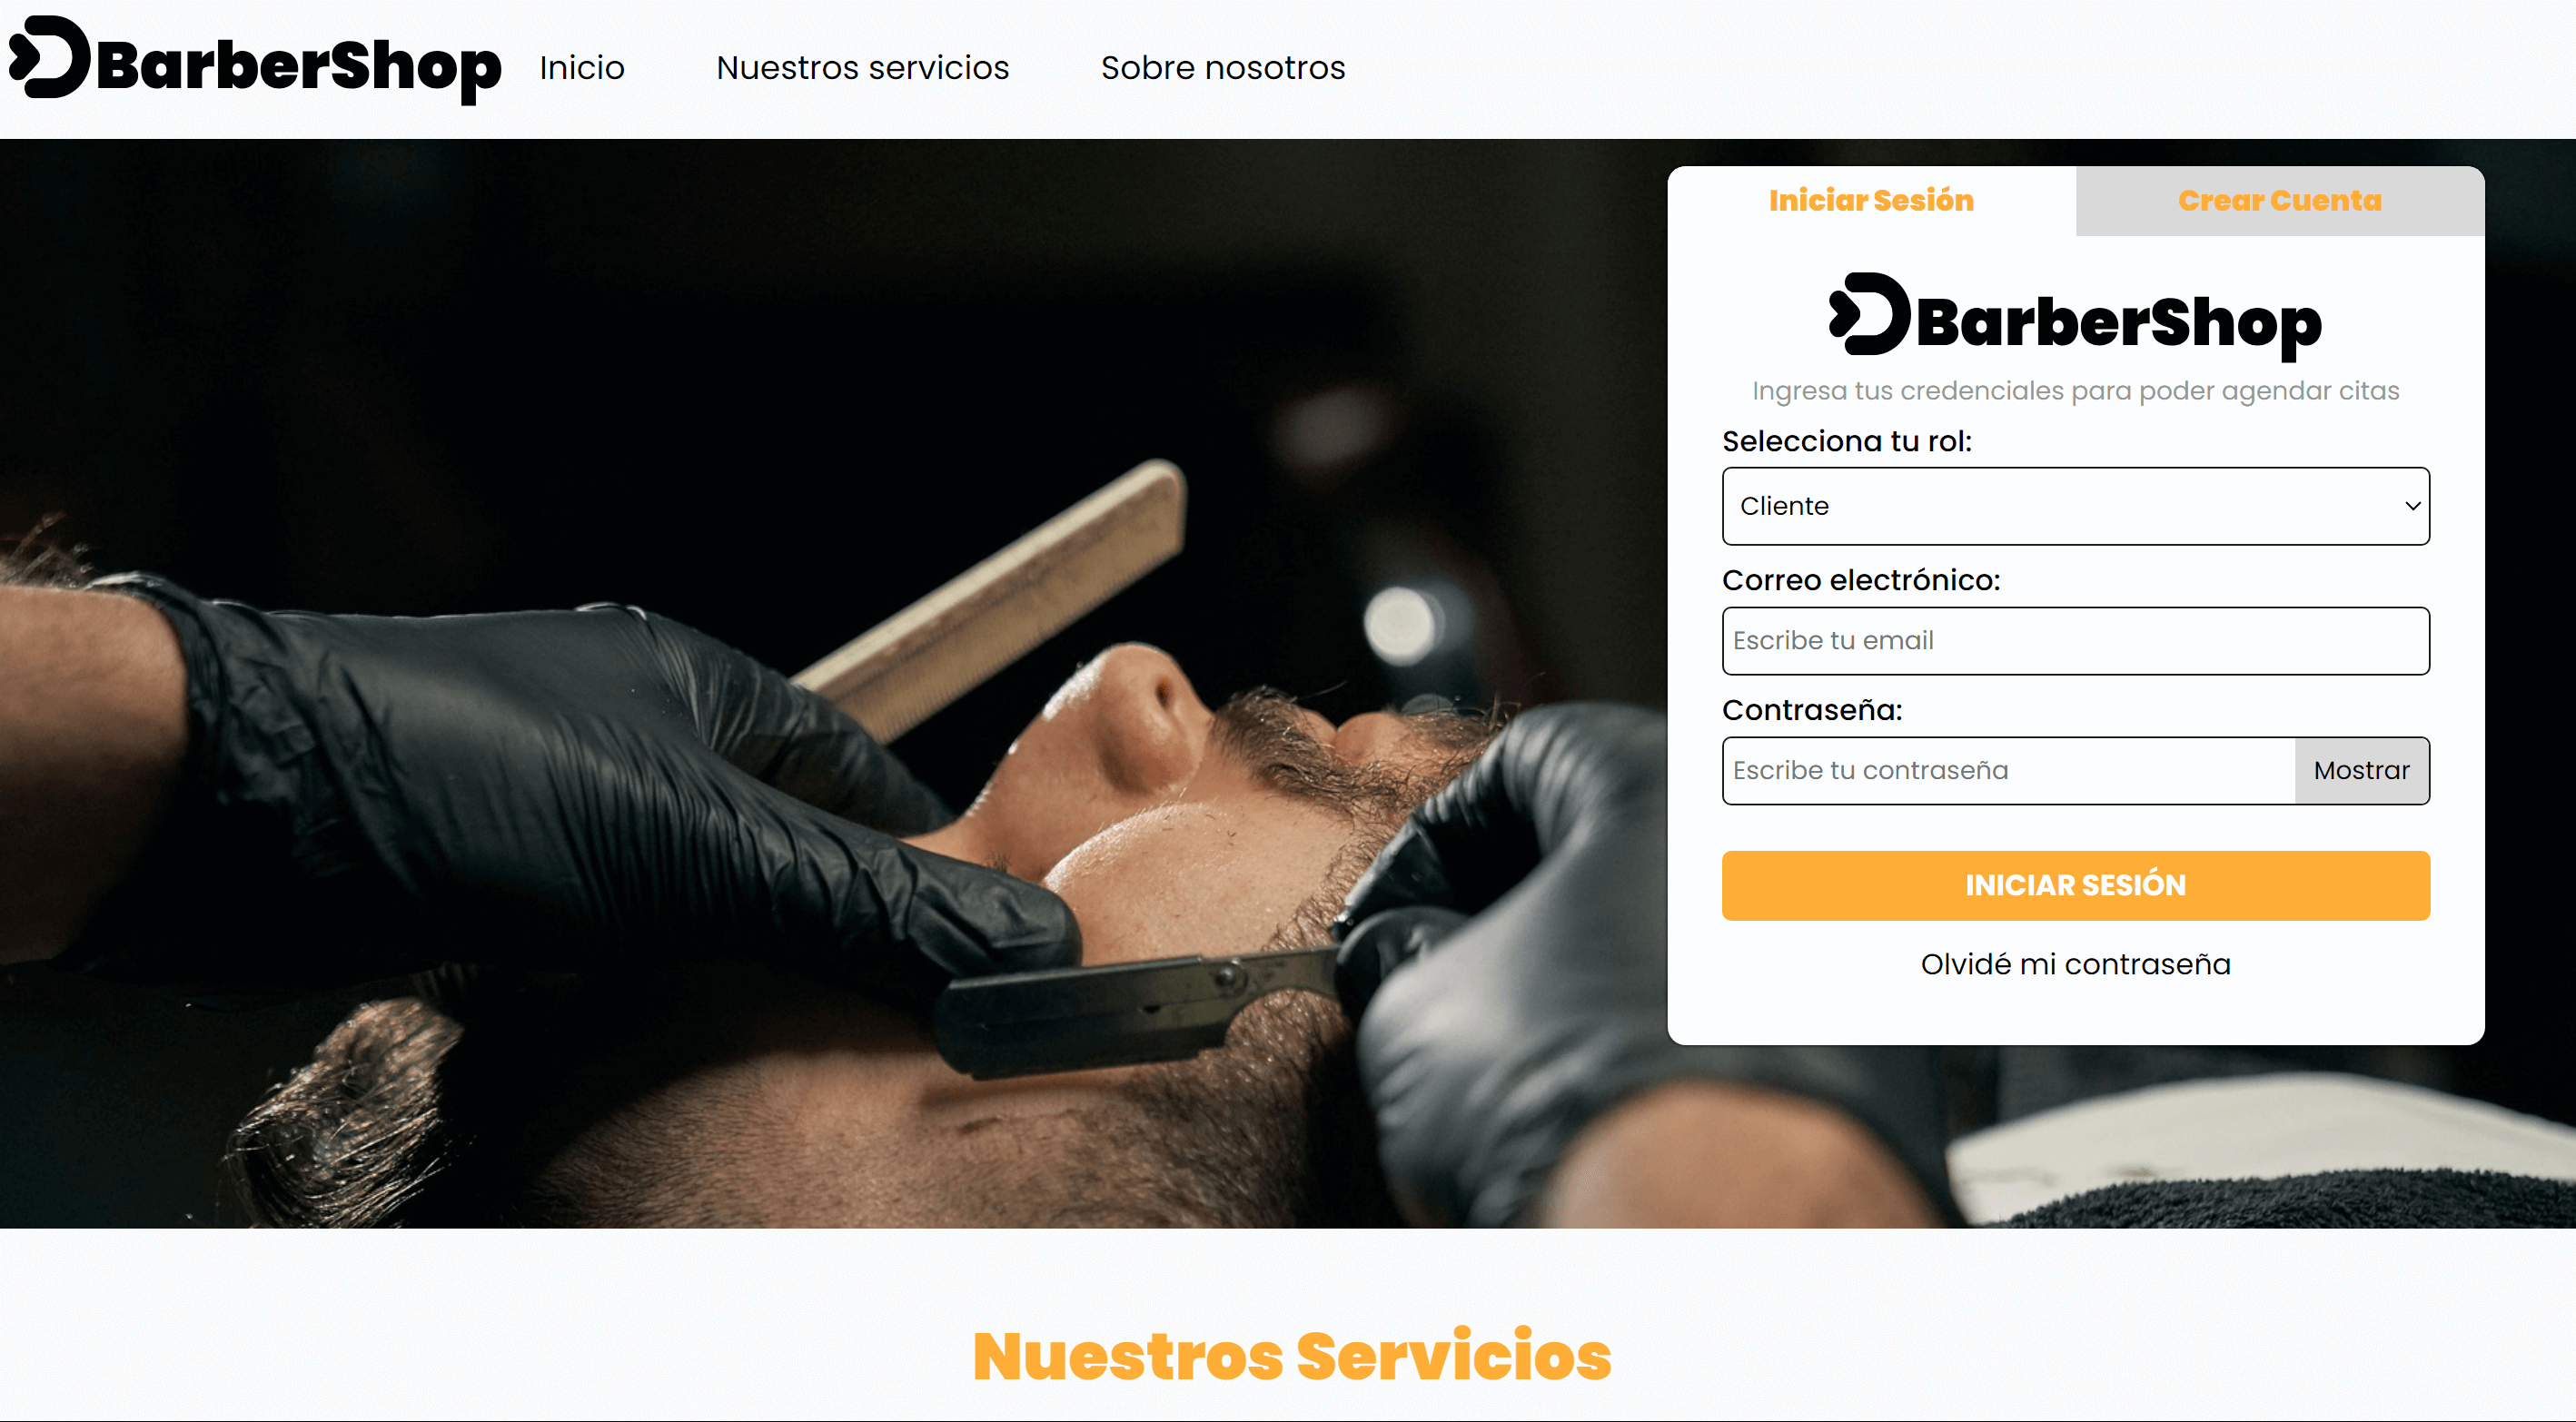 BarberShop
Inicio
Nuestros servicios
Sobre nosotros
Iniciar Sesión
Crear Cuenta
BarberShop
Ingresa tus credenciales para poder agendar citas
Selecciona tu rol:
Cliente
Correo electrónico:
Escribe tu email
Contraseña:
Escribe tu contraseña
Mostrar
INICIAR SESIÓN
Olvidé mi contraseña
Nuestros Servicios